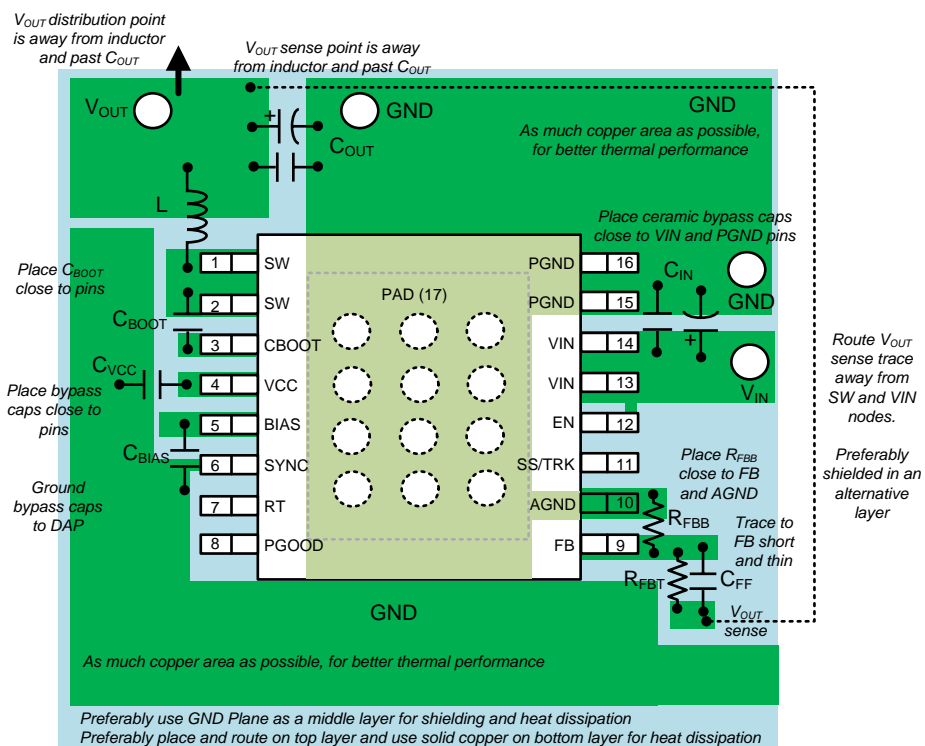 VOUT distribution point
is away from inductor
and past COUT
VOUT sense point is away
from inductor and past COUT
VOUT
GND
GND
+
COUT
As much copper area as possible,
for better thermal performance
L
Place ceramic bypass caps
close to VIN and PGND pins
Place CBOOT
close to pins
CBOOT
CVCC
Place bypass
caps close to
pins
CBIAS
Ground
bypass caps
to DAP
1 SW
2 SW
3 CBOOT
4 VCC
5 BIAS
6 SYNC
7 RT
8 PGOOD
PAD (17)
PGND 16
PGND 15
VIN 14
VIN 13
EN 12
SS/TRK 11
AGND 10
FB 9
CIN
+
GND
VIN
Route VOUT
sense trace
away from
SW and VIN
nodes.
Preferably
shielded in an
alternative
layer
Place RFBB
close to FB
and AGND
RFBB
Trace to
FB short
and thin
RFBT
CFF
VOUT
sense
GND
As much copper area as possible, for better thermal performance
Preferably use GND Plane as a middle layer for shielding and heat dissipation
Preferably place and route on top layer and use solid copper on bottom layer for heat dissipation